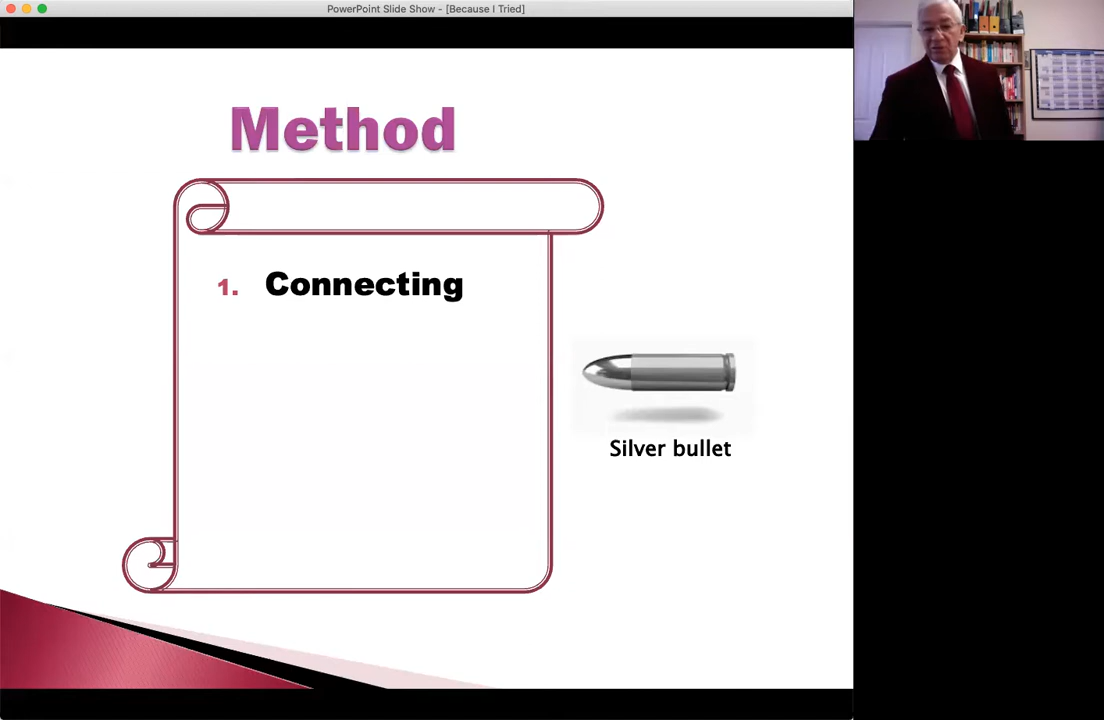 PowerPoint Slide Show - [Because I Tried]
Method
1. Connecting
Silver bullet